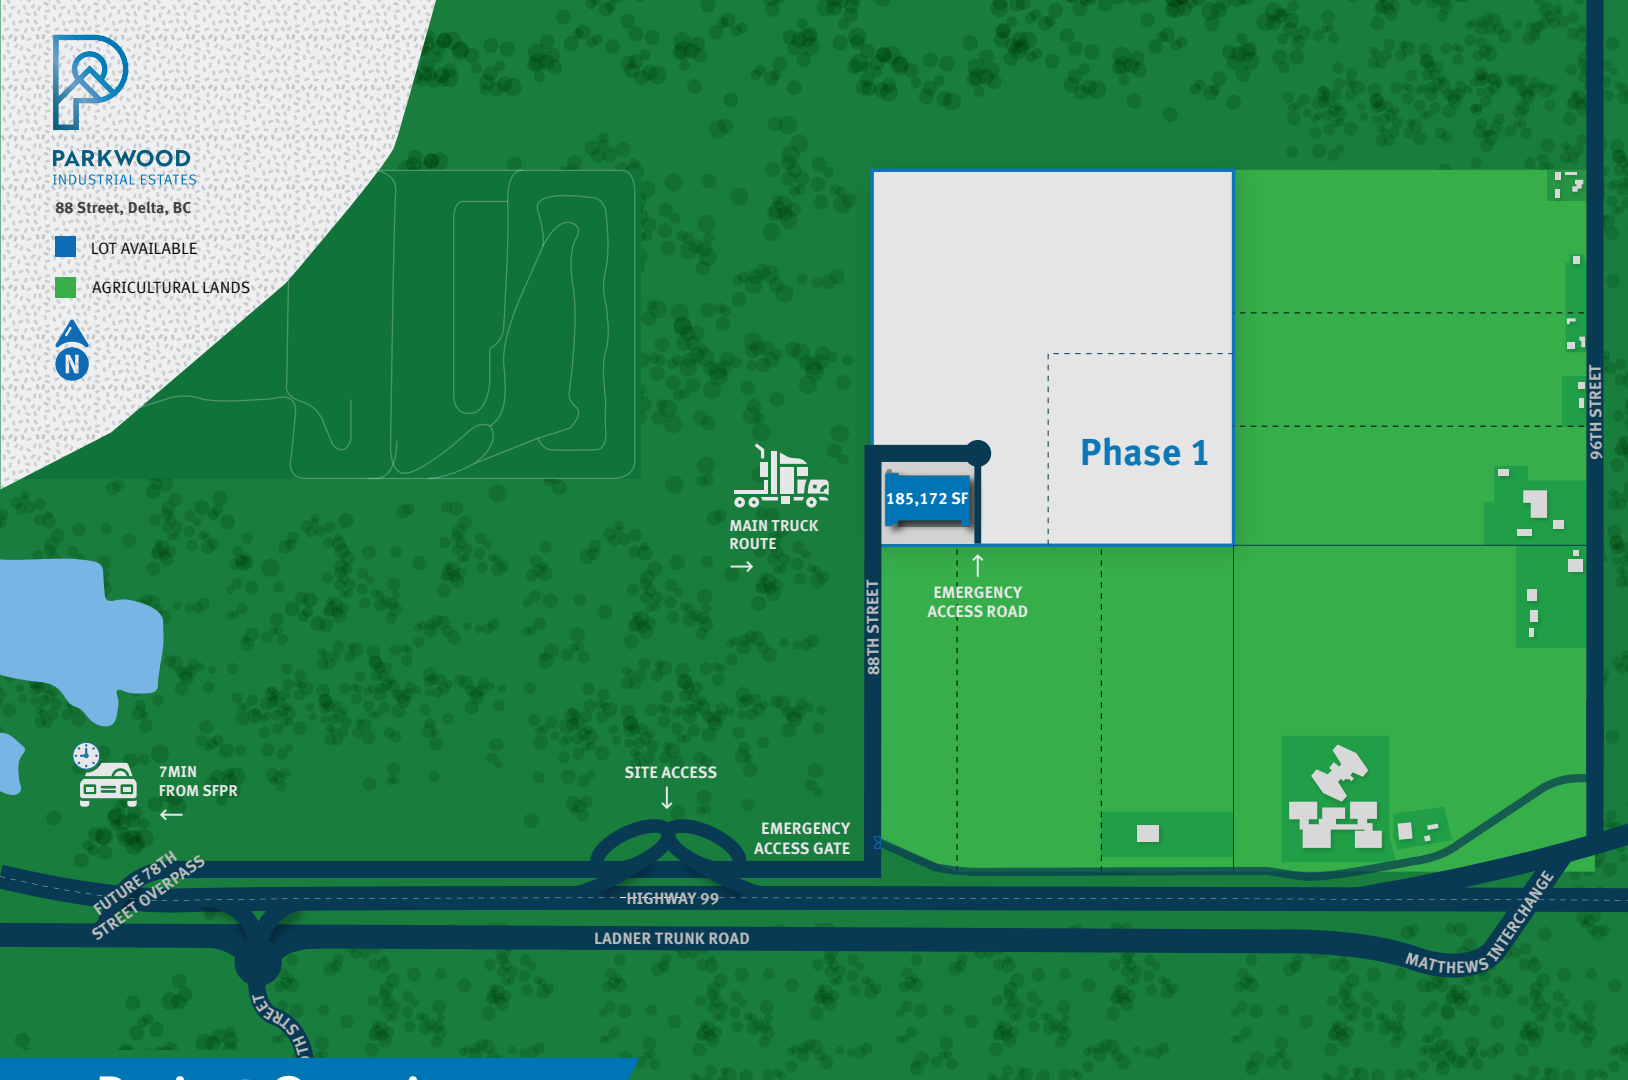 PARKWOOD
INDUSTRIAL ESTATES
88 Street, Delta, BC
LOT AVAILABLE
AGRICULTURAL LANDS
N
Phase 1
185,172 SF
MAIN TRUCK
ROUTE
EMERGENCY
ACCESS ROAD
88TH STREET
96TH STREET
7MIN
FROM SFPR
SITE ACCESS
EMERGENCY
ACCESS GATE
FUTURE 78TH
STREET OVERPASS
HIGHWAY 99
LADNER TRUNK ROAD
MATTHEWS INTERCHANGE
STREET